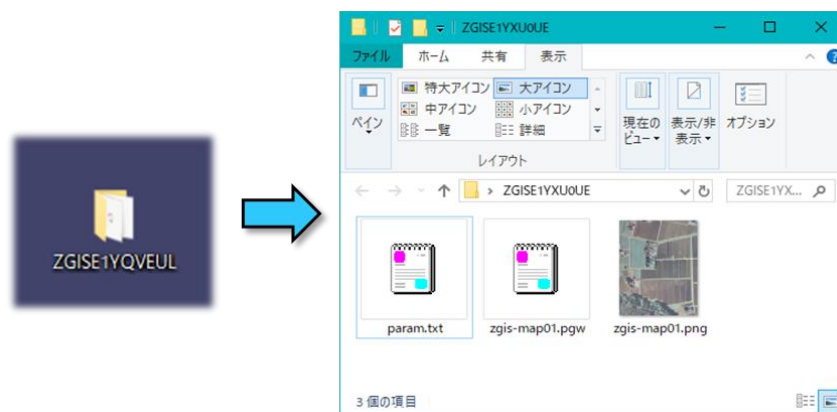 ZGISE1YQVEUL
ZGISE1YXU0UE
ファイル ホーム 共有 表示
特大アイコン 大アイコン
中アイコン 小アイコン
一覧 詳細
ペイン
現在の
ビュー
表示/非
表示
オプション
レイアウト
ZGISE1YXU0UE
ZGISE1YX...
param.txt
zgis-map01.pgw
zgis-map01.png
3 個の項目